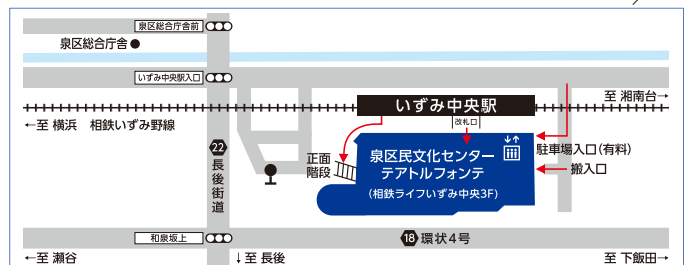 泉区総合庁舎前
泉区総合庁舎
いずみ中央駅入口
いずみ中央駅
至 湘南台→
←至 横浜 相鉄いずみ野線
改札口
22
長後街道
正面
階段
泉区民文化センター
テアトルフォンテ
(相鉄ライフいずみ中央3F)
駐車場入口(有料)
搬入口
和泉坂上
18 環状4号
←至 瀬谷
↓至 長後
至 下飯田→